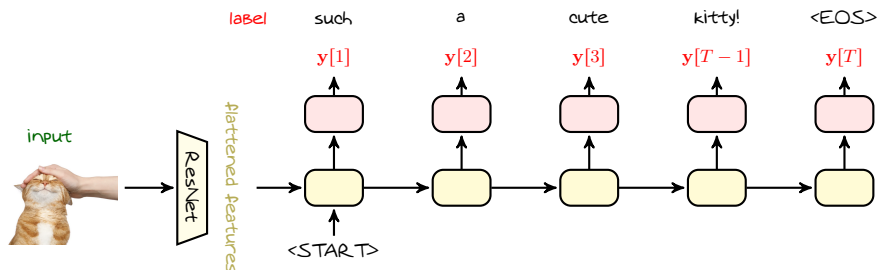 label such a cute kitty! <EOS>
y[1] y[2] y[3] y[T − 1] y[T]
input
ResNet
flattened features
<START>